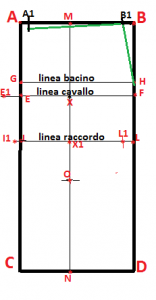 A1 B1
A M B
G linea bacino H
linea cavallo
E1 E F
X
linea raccordo L1
I1 I X1 L
O
C N D